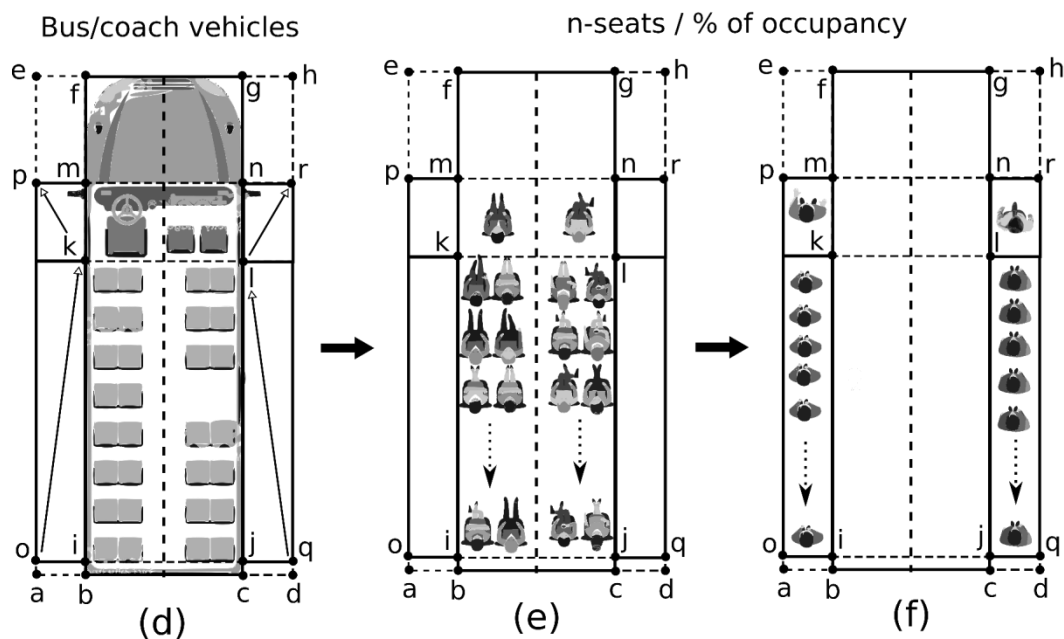 Bus/coach vehicles
n-seats / % of occupancy
e f g h
e f g h
e f g h
p m n r
p m n r
p m n r
k l
k l
k l
o i j q
o i j q
o i j q
a b c d
a b c d
a b c d
(d)
(e)
(f)